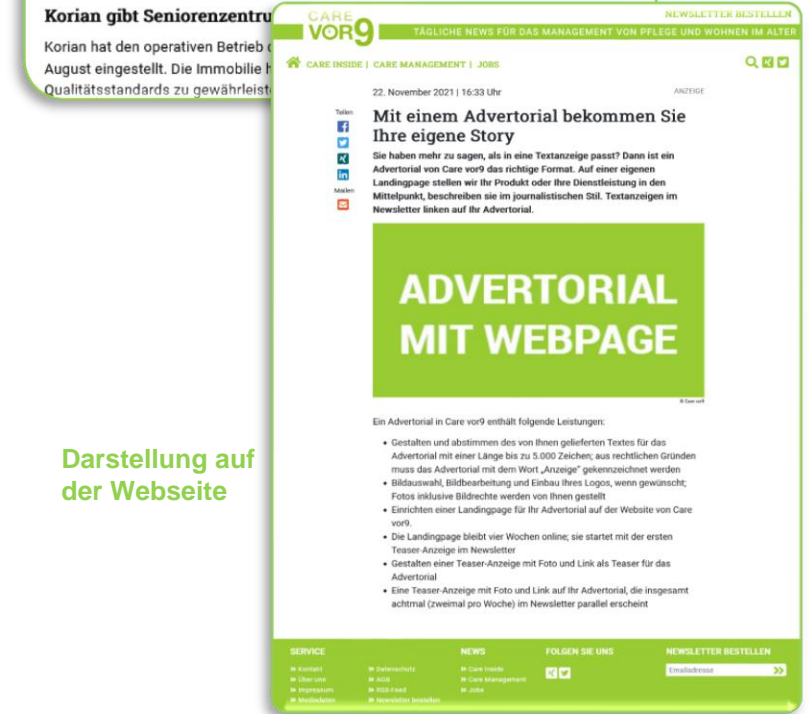 Korian gibt Seniorenzentru
Korian hat den operativen Betrieb
August eingestellt. Die Immobilie
Qualitätsstandards zu gewährleist
CARE
VOR9
NEWSLETTER BESTELLEN
TÄGLICHE NEWS FÜR DAS MANAGEMENT VON PFLEGE UND WOHNEN IM ALTER
CARE INSIDE | CARE MANAGEMENT | JOBS
22. November 2021 | 16:33 Uhr
ANZEIGE
Teilen
Mailen
Mit einem Advertorial bekommen Sie
Ihre eigene Story
Sie haben mehr zu sagen, als in eine Textanzeige passt? Dann ist ein
Advertorial von Care vor9 das richtige Format. Auf einer eigenen
Landingpage stellen wir Ihr Produkt oder Ihre Dienstleistung in den
Mittelpunkt, beschreiben sie im journalistischen Stil. Textanzeigen im
Newsletter linken auf Ihr Advertorial.
ADVERTORIAL
MIT WEBPAGE
© Care vor9
Ein Advertorial in Care vor9 enthält folgende Leistungen:
• Gestalten und abstimmen des von Ihnen gelieferten Textes für das
Advertorial mit einer Länge bis zu 5.000 Zeichen; aus rechtlichen Gründen
muss das Advertorial mit dem Wort „Anzeige" gekennzeichnet werden
• Bildauswahl, Bildbearbeitung und Einbau Ihres Logos, wenn gewünscht;
Fotos inklusive Bildrechte werden von Ihnen gestellt
• Einrichten einer Landingpage für Ihr Advertorial auf der Website von Care
vor9.
• Die Landingpage bleibt vier Wochen online; sie startet mit der ersten
Teaser-Anzeige im Newsletter
• Gestalten einer Teaser-Anzeige mit Foto und Link als Teaser für das
Advertorial
• Eine Teaser-Anzeige mit Foto und Link auf Ihr Advertorial, die insgesamt
achtmal (zweimal pro Woche) im Newsletter parallel erscheint
Darstellung auf
der Webseite
SERVICE
Kontakt
Über uns
Impressum
Mediadaten
Datenschutz
AGB
RSS-Feed
Newsletter bestellen
NEWS
Care Inside
Care Management
Jobs
FOLGEN SIE UNS
NEWSLETTER BESTELLEN
Emailadresse